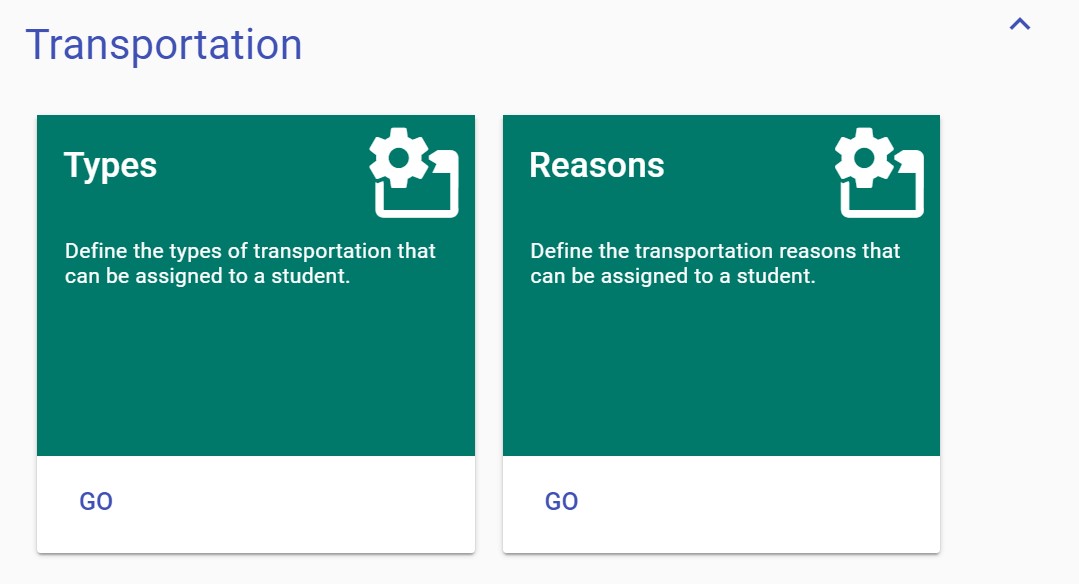 Transportation
Types
Define the types of transportation that
can be assigned to a student.
GO
Reasons
Define the transportation reasons that
can be assigned to a student.
GO